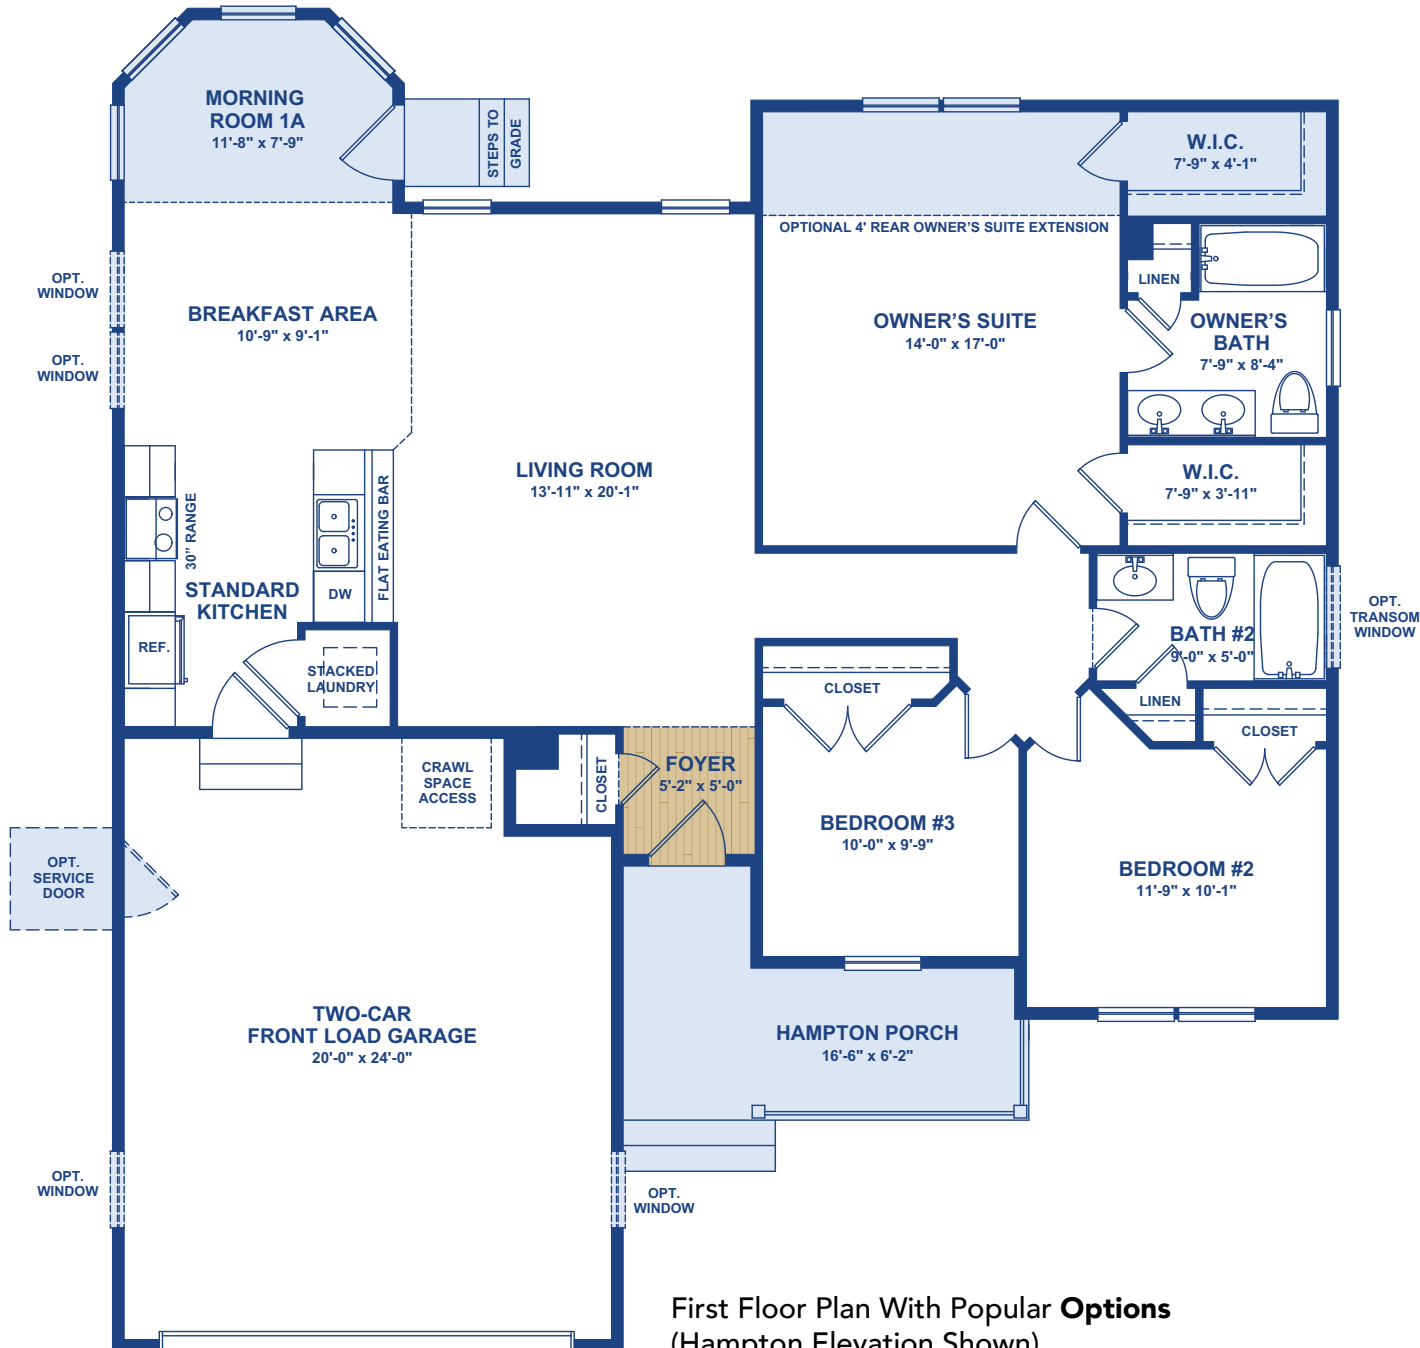 MORNING
ROOM 1A
11'-8" x 7'-9"
STEPS TO
GRADE
W.I.C.
7'-9" x 4'-1"
OPTIONAL 4' REAR OWNER'S SUITE EXTENSION
LINEN
OPT.
WINDOW
BREAKFAST AREA
10'-9" x 9'-1"
OPT.
WINDOW
OWNER'S SUITE
14'-0" x 17'-0"
OWNER'S
BATH
7'-9" x 8'-4"
LIVING ROOM
13'-11" x 20'-1"
W.I.C.
7'-9" x 3'-11"
30" RANGE
FLAT EATING BAR
STANDARD
KITCHEN
DW
REF.
STACKED
LAUNDRY
OPT.
TRANSOM
WINDOW
BATH #2
9'-0" x 5'-0"
CLOSET
LINEN
CLOSET
CRAWL
SPACE
ACCESS
CLOSET
FOYER
5'-2" x 5'-0"
BEDROOM #3
10'-0" x 9'-9"
BEDROOM #2
11'-9" x 10'-1"
OPT.
SERVICE
DOOR
TWO-CAR
FRONT LOAD GARAGE
20'-0" x 24'-0"
HAMPTON PORCH
16'-6" x 6'-2"
OPT.
WINDOW
OPT.
WINDOW
First Floor Plan With Popular Options
(Hampton Elevation Shown)